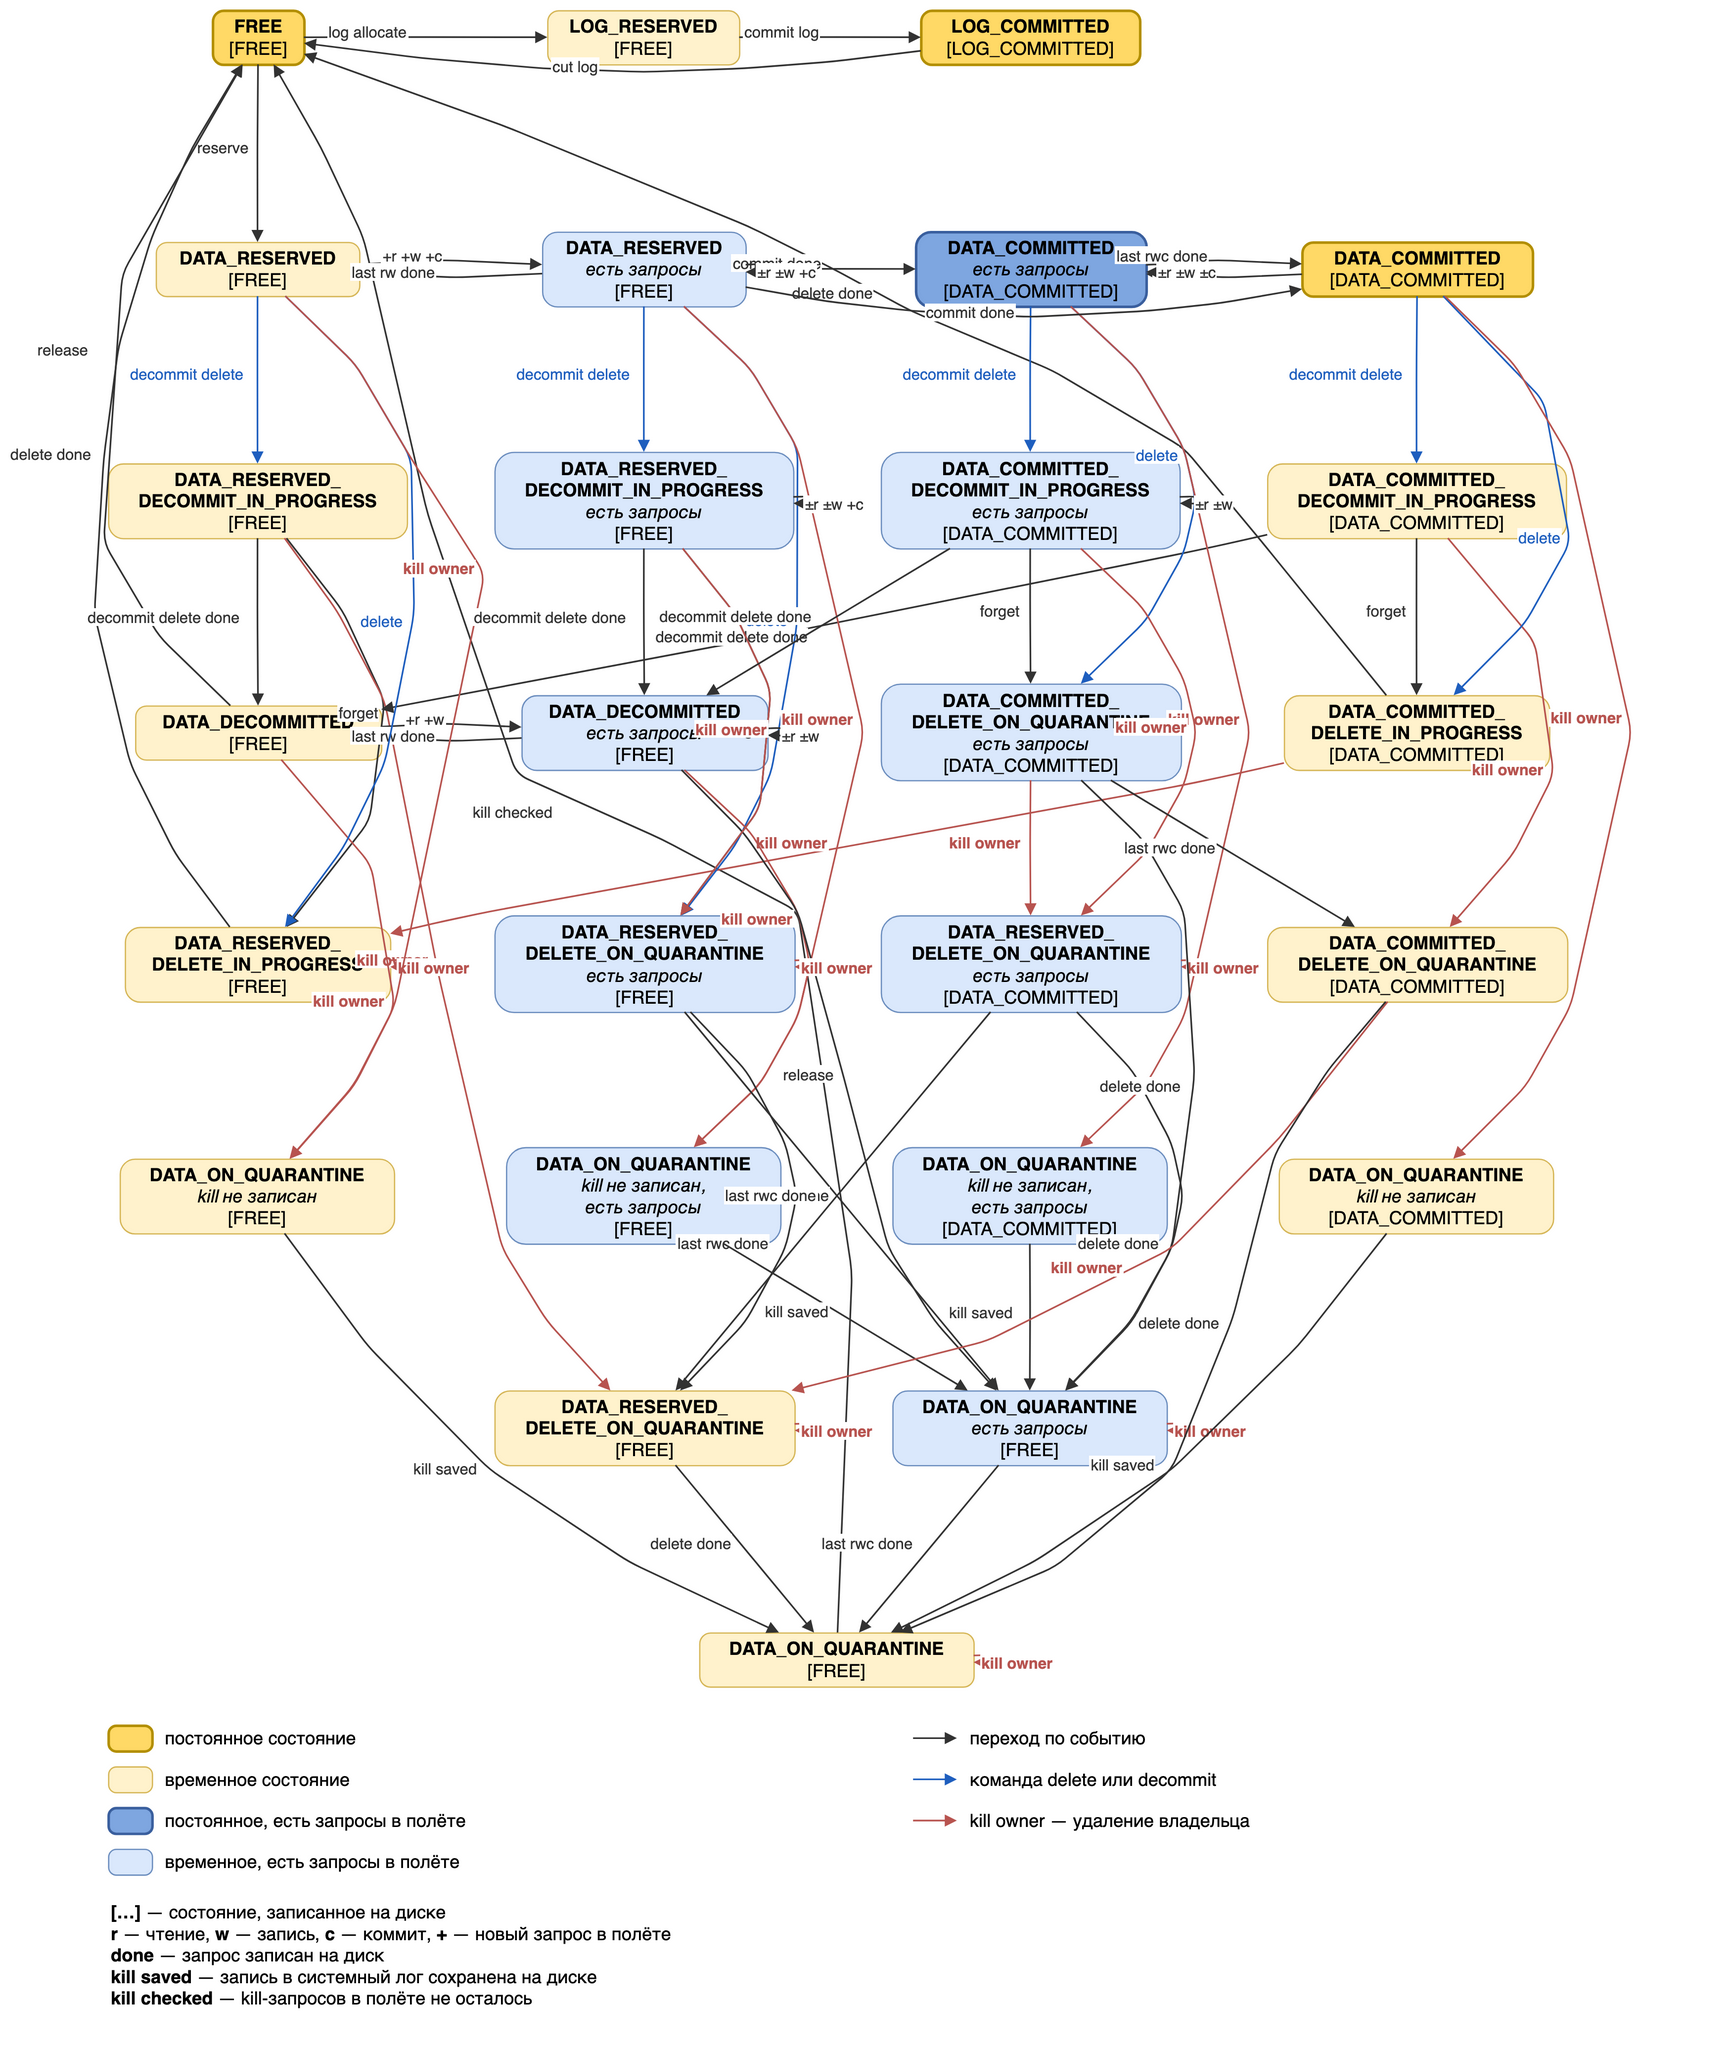 FREE
[FREE]
log allocate
LOG_RESERVED
[FREE]
commit log
LOG_COMMITTED
[LOG_COMMITTED]
cut log
reserve
DATA_RESERVED
[FREE]
+r +w +c
last rw done
DATA_RESERVED
есть запросы
[FREE]
commit done
±r ±w +c
delete done
DATA_COMMITTED
есть запросы
[DATA_COMMITTED]
commit done
last rwc done
±r ±w ±c
DATA_COMMITTED
[DATA_COMMITTED]
release
decommit delete
decommit delete
decommit delete
decommit delete
delete done
DATA_RESERVED_
DECOMMIT_IN_PROGRESS
[FREE]
kill owner
DATA_RESERVED_
DECOMMIT_IN_PROGRESS
есть запросы
[FREE]
±r ±w +c
DATA_COMMITTED_
DECOMMIT_IN_PROGRESS
есть запросы
[DATA_COMMITTED]
delete
±r ±w
DATA_COMMITTED_
DECOMMIT_IN_PROGRESS
[DATA_COMMITTED]
delete
decommit delete done
delete
decommit delete done
decommit delete done
decommit delete done
forget
forget
DATA_DECOMMITTED
[FREE]
forget
+r +w
last rw done
DATA_DECOMMITTED
есть запросы
[FREE]
kill owner
kill owner
±r ±w
DATA_COMMITTED_
DELETE_ON_QUARANTINE
есть запросы
[DATA_COMMITTED]
kill owner
kill owner
DATA_COMMITTED_
DELETE_IN_PROGRESS
[DATA_COMMITTED]
kill owner
kill owner
kill checked
kill owner
kill owner
last rwc done
DATA_RESERVED_
DELETE_IN_PROGRESS
[FREE]
kill owner
kill owner
kill owner
DATA_RESERVED_
DELETE_ON_QUARANTINE
есть запросы
[FREE]
kill owner
kill owner
DATA_RESERVED_
DELETE_ON_QUARANTINE
есть запросы
[DATA_COMMITTED]
kill owner
DATA_COMMITTED_
DELETE_ON_QUARANTINE
[DATA_COMMITTED]
release
delete done
DATA_ON_QUARANTINE
kill не записан
[FREE]
DATA_ON_QUARANTINE
kill не записан,
есть запросы
[FREE]
last rwc done
last rwc done
DATA_ON_QUARANTINE
kill не записан,
есть запросы
[DATA_COMMITTED]
delete done
DATA_ON_QUARANTINE
kill не записан
[DATA_COMMITTED]
kill owner
kill saved
kill saved
delete done
DATA_RESERVED_
DELETE_ON_QUARANTINE
[FREE]
kill owner
DATA_ON_QUARANTINE
есть запросы
[FREE]
kill owner
kill saved
kill saved
delete done
last rwc done
DATA_ON_QUARANTINE
[FREE]
kill owner
постоянное состояние
временное состояние
постоянное, есть запросы в полёте
временное, есть запросы в полёте
переход по событию
команда delete или decommit
kill owner — удаление владельца
[...] — состояние, записанное на диске
r — чтение, w — запись, c — коммит, + — новый запрос в полёте
done — запрос записан на диск
kill saved — запись в системный лог сохранена на диске
kill checked — kill-запросов в полёте не осталось